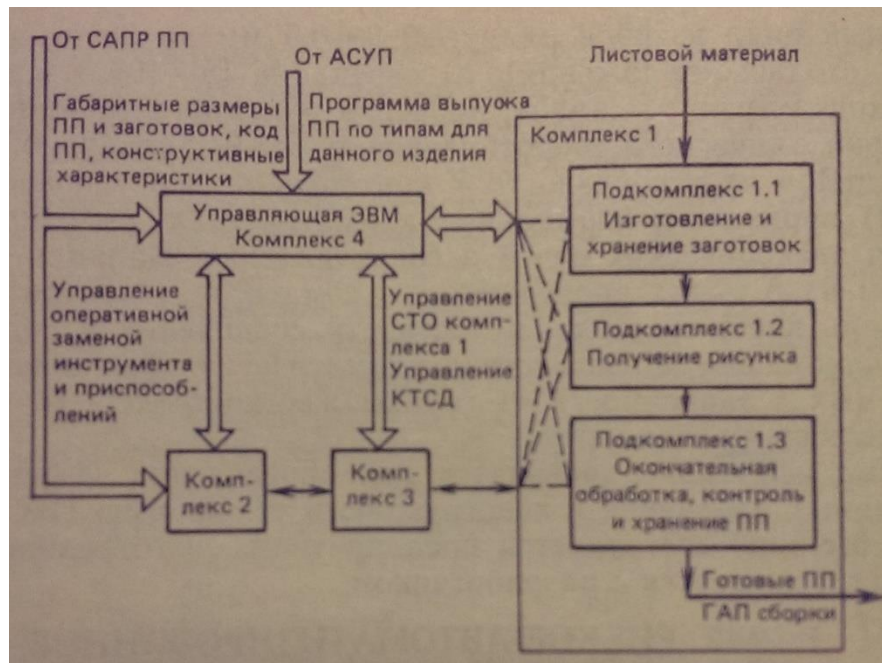 От САПР ПП
От АСУП
Листовой материал
Габаритные размеры
ПП и заготовок, код
ПП, конструктивные
характеристики
Программа выпуска
ПП по типам для
данного изделия
Комплекс 1
Управляющая ЭВМ
Комплекс 4
Подкомплекс 1.1
Изготовление и
хранение заготовок
Управление
оперативной
заменой
инструмента
и приспособ-
лений
Управление
СТО комп-
лекса 1
Управление
КТСД
Подкомплекс 1.2
Получение рисунка
Комп-
лекс 2
Комп-
лекс 3
Подкомплекс 1.3
Окончательная
обработка, контроль
и хранение ПП
Готовые ПП
ГАП сборки